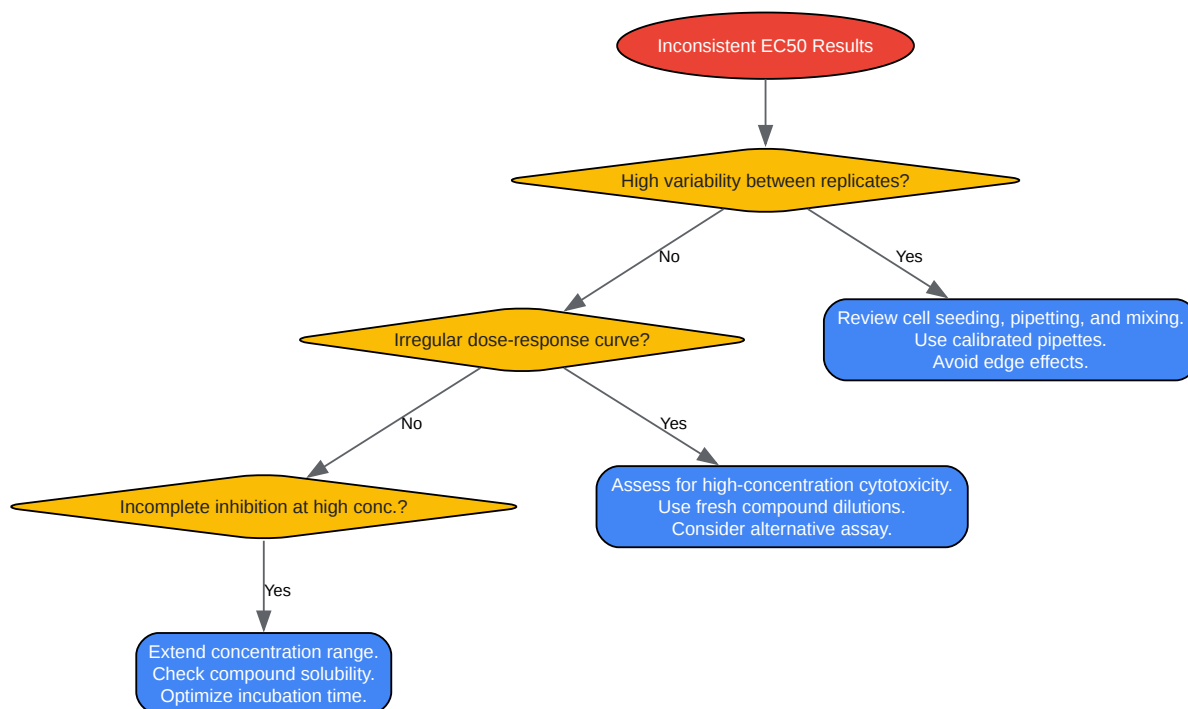 Inconsistent EC50 Results
High variability between replicates?
No
Yes
Review cell seeding, pipetting, and mixing.
Use calibrated pipettes.
Avoid edge effects.
Irregular dose-response curve?
No
Yes
Assess for high-concentration cytotoxicity.
Use fresh compound dilutions.
Consider alternative assay.
Incomplete inhibition at high conc.?
Yes
Extend concentration range.
Check compound solubility.
Optimize incubation time.